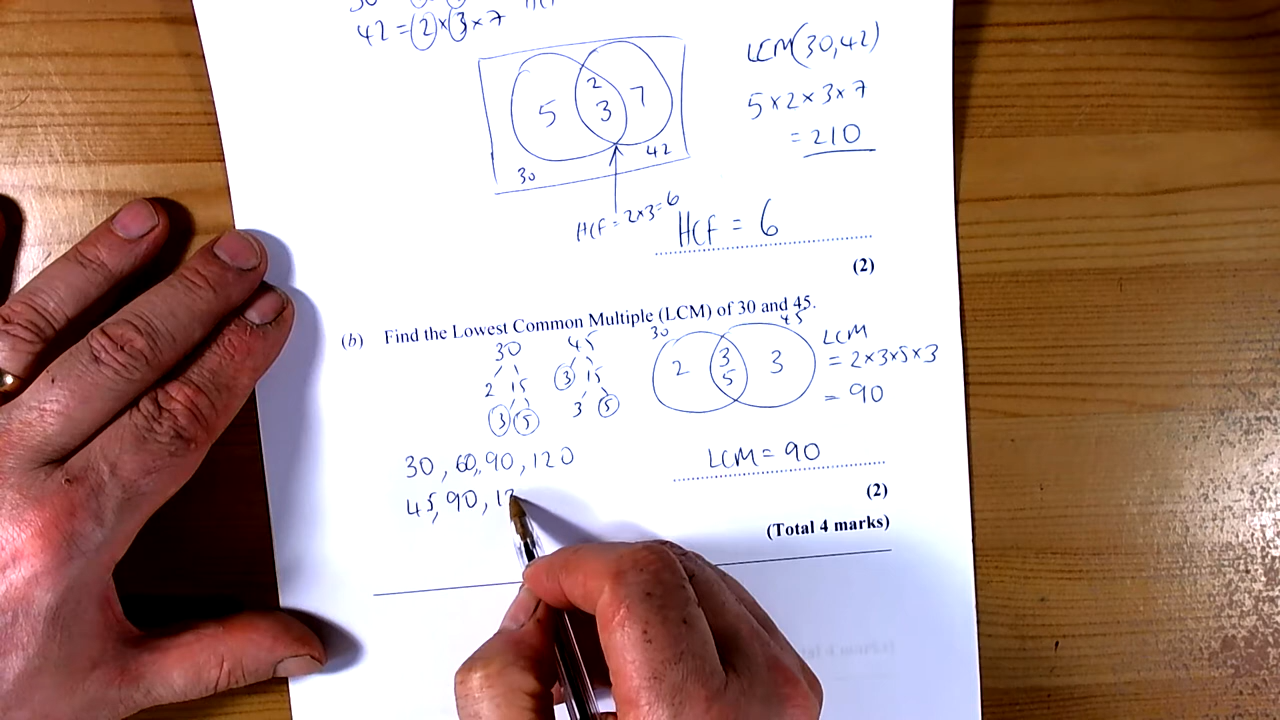 42 = 2 × 3 × 7
LCM(30,42)
5 × 2 × 3 × 7
= 210
5
2
3
7
30
42
HCF = 2×3=6
HCF = 6
(2)
(b) Find the Lowest Common Multiple (LCM) of 30 and 45.
30
45
2 15
3 5
3 15
3 5
30
45
2
3
5
3
LCM
= 2×3×5×3
= 90
30, 60, 90, 120
45, 90, 1
LCM = 90
(2)
(Total 4 marks)